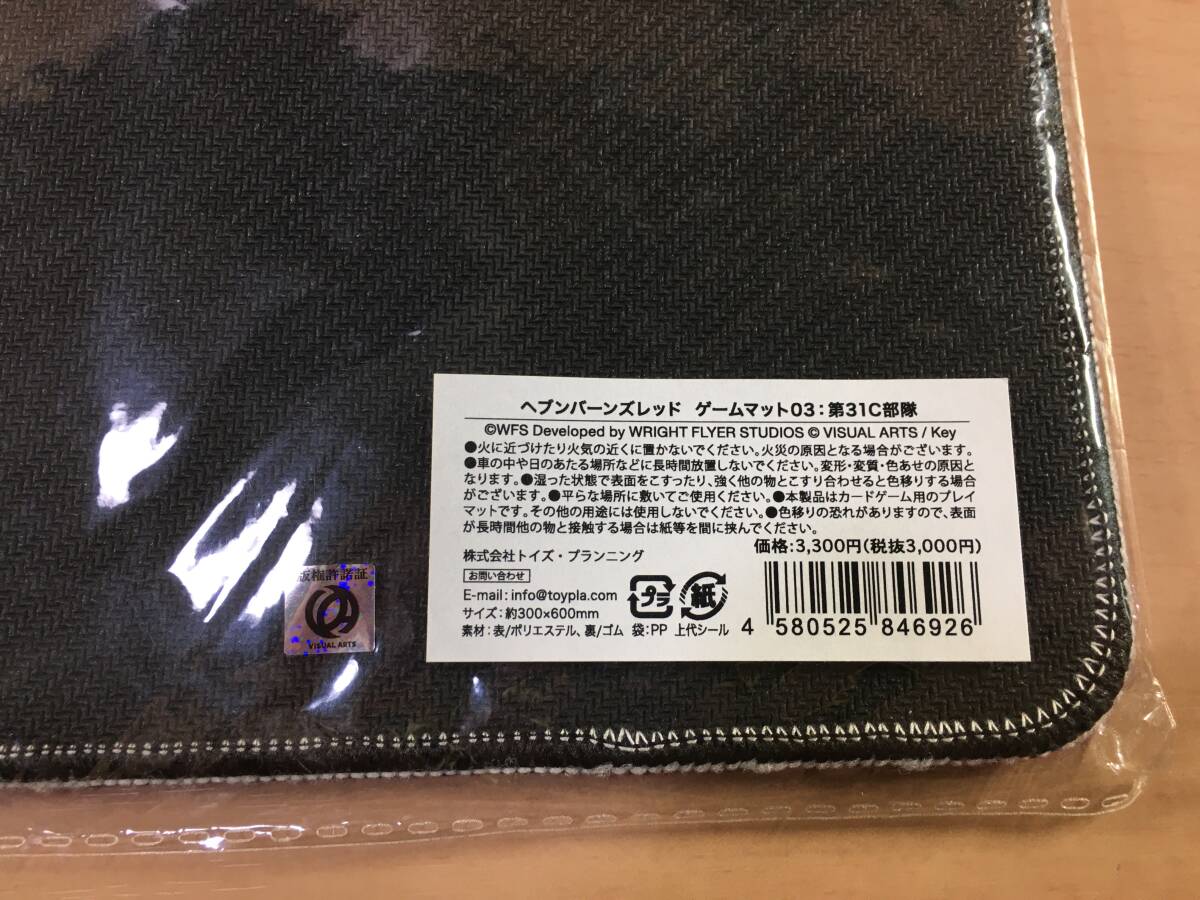 ヘブンバーンズレッド ゲームマット03:第31C部隊
©WFS Developed by WRIGHT FLYER STUDIOS © VISUAL ARTS / Key
●火に近づけたり火気の近くに置かないでください。火災の原因となる場合がございます。
●車の中や日のあたる場所などに長時間放置しないでください。変形・変質・色あせの原因と
なります。●湿った状態で表面をこすったり、強く他の物とこすり合わせると色移りする場合
がございます。●平らな場所に敷いてご使用ください。●本製品はカードゲーム用のプレイ
マットです。その他の用途には使用しないでください。●色移りの恐れがありますので、表面
が長時間他の物と接触する場合は紙等を間に挟んでください。
価格:3,300円(税抜3,000円)
株式会社トイズ・プランニング
お問い合わせ
E-mail: info@toypla.com
サイズ:約300×600mm
素材:表/ポリエステル、裏/ゴム 袋:PP 上代シール
プラ
紙
4 580525 846926
版権許諾証
VISUAL ARTS